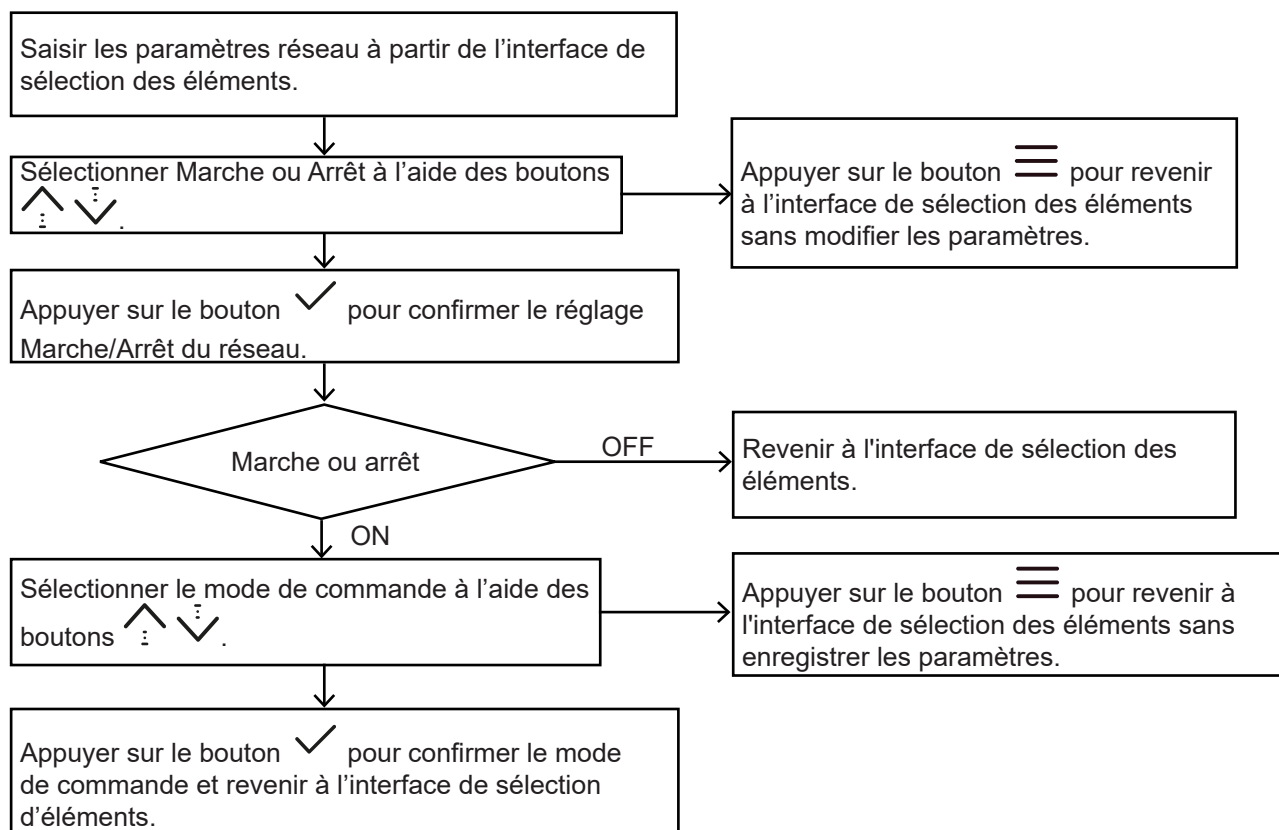 Saisir les paramètres réseau à partir de l’interface de
sélection des éléments.
Sélectionner Marche ou Arrêt à l’aide des boutons
.
Appuyer sur le bouton pour revenir
à l’interface de sélection des éléments
sans modifier les paramètres.
Appuyer sur le bouton pour confirmer le réglage
Marche/Arrêt du réseau.
Marche ou arrêt
OFF
Revenir à l'interface de sélection des
éléments.
ON
Sélectionner le mode de commande à l’aide des
boutons .
Appuyer sur le bouton pour revenir à
l'interface de sélection des éléments sans
enregistrer les paramètres.
Appuyer sur le bouton pour confirmer le mode
de commande et revenir à l’interface de sélection
d’éléments.